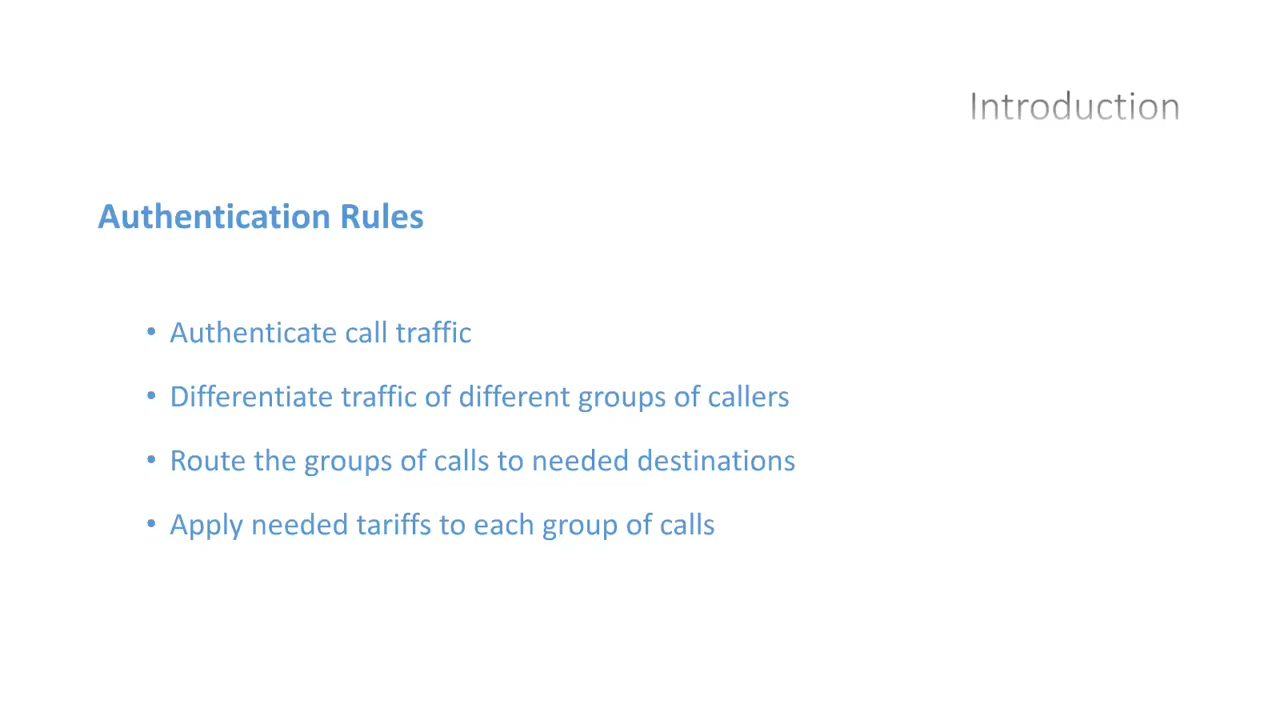 Introduction
Authentication Rules
• Authenticate call traffic
• Differentiate traffic of different groups of callers
• Route the groups of calls to needed destinations
• Apply needed tariffs to each group of calls